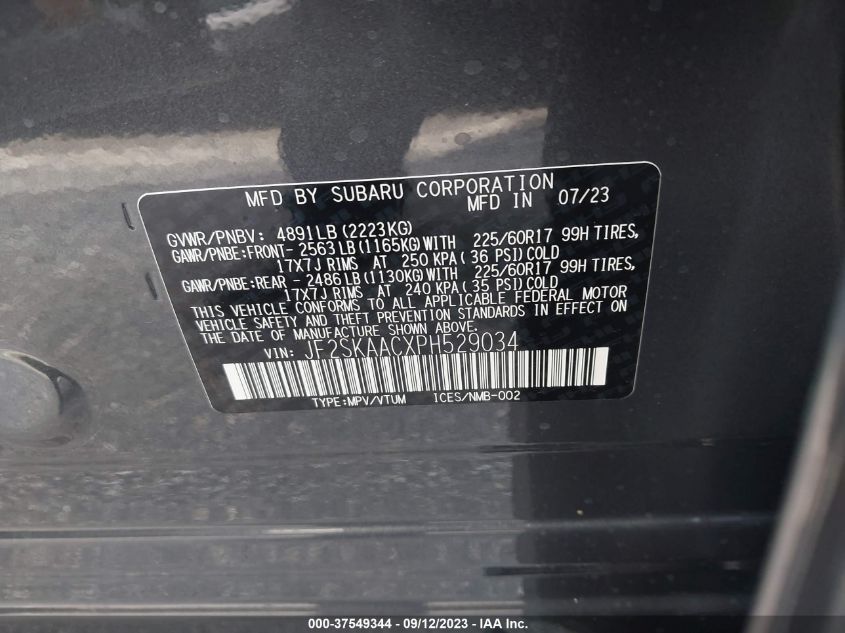 MFD BY SUBARU CORPORATION
MFD IN 07/23
GVWR/PNBV: 4891LB(2223KG)
GAWR/PNBE:FRONT- 2563LB(1165KG)WITH 225/60R17 99H TIRES,
17X7J RIMS AT 250 KPA(36 PSI)COLD
GAWR/PNBE:REAR - 2486LB(1130KG)WITH 225/60R17 99H TIRES,
17X7J RIMS AT 240 KPA(35 PSI)COLD
THIS VEHICLE CONFORMS TO ALL APPLICABLE FEDERAL MOTOR
VEHICLE SAFETY AND THEFT PREVENTION STANDARDS IN EFFECT ON
THE DATE OF MANUFACTURE SHOWN ABOVE.
VIN: JF2SKAACXPH529034
TYPE:MPV/VTUM ICES/NMB-002
000-37549344 - 09/12/2023 - IAA Inc.